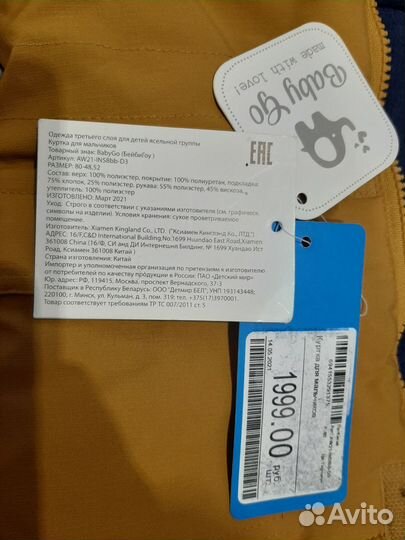 made with love!
Baby Go
EAC
Одежда третьего слоя для детей ясельной группы
Куртка для мальчиков
Товарный знак: BabyGo (БейбиГоу)
Артикул: AW21-IN58bb-D3
РАЗМЕР: 80-48,52
Состав: верх: 100% полиэстер, покрытие: 100% полиуретан, подкладка:
75% хлопок, 25% полиэстер, рукава: 55% полиэстер, 45% вискоза,
утеплитель: 100% полиэстер
ИЗГОТОВЛЕНО: Март 2021
Уход: Строго в соответствии с указаниями изготовителя (см. графические
символы на изделии). Условия хранения: сухое проветриваемое
помещение.
Изготовитель: Xiamen Kingland Co., LTD.
АДРЕС: 16/F,C&D International Building,No.1699 Huandao East Road,Xiamen
361008 China (16/Ф, Си анд Ди Интернешнл Билдинг, № 1699 Хуандао Ист
Роад, Ксиамен 361008 Китай)
Страна изготовления: Китай
Импортер и уполномоченная организация по претензиям к изготовителю
от потребителей по качеству продукции в России: ПАО «Детский мир»
Юр. адрес: РФ, 119415; Москва, проспект Вернадского, 37-3
Поставщик в Республику Беларусь: ООО "Детмир БЕЛ", УНП 193143448;
220100, г. Минск, ул. Кульман, д. 3, пом. 319; тел.: +375(17)3970001.
Товар соответствует требованиям ТР ТС 007/2011 ст. 5
14.05.2021
Куртка для мальчиков
1999.00
руб
шт
Avito